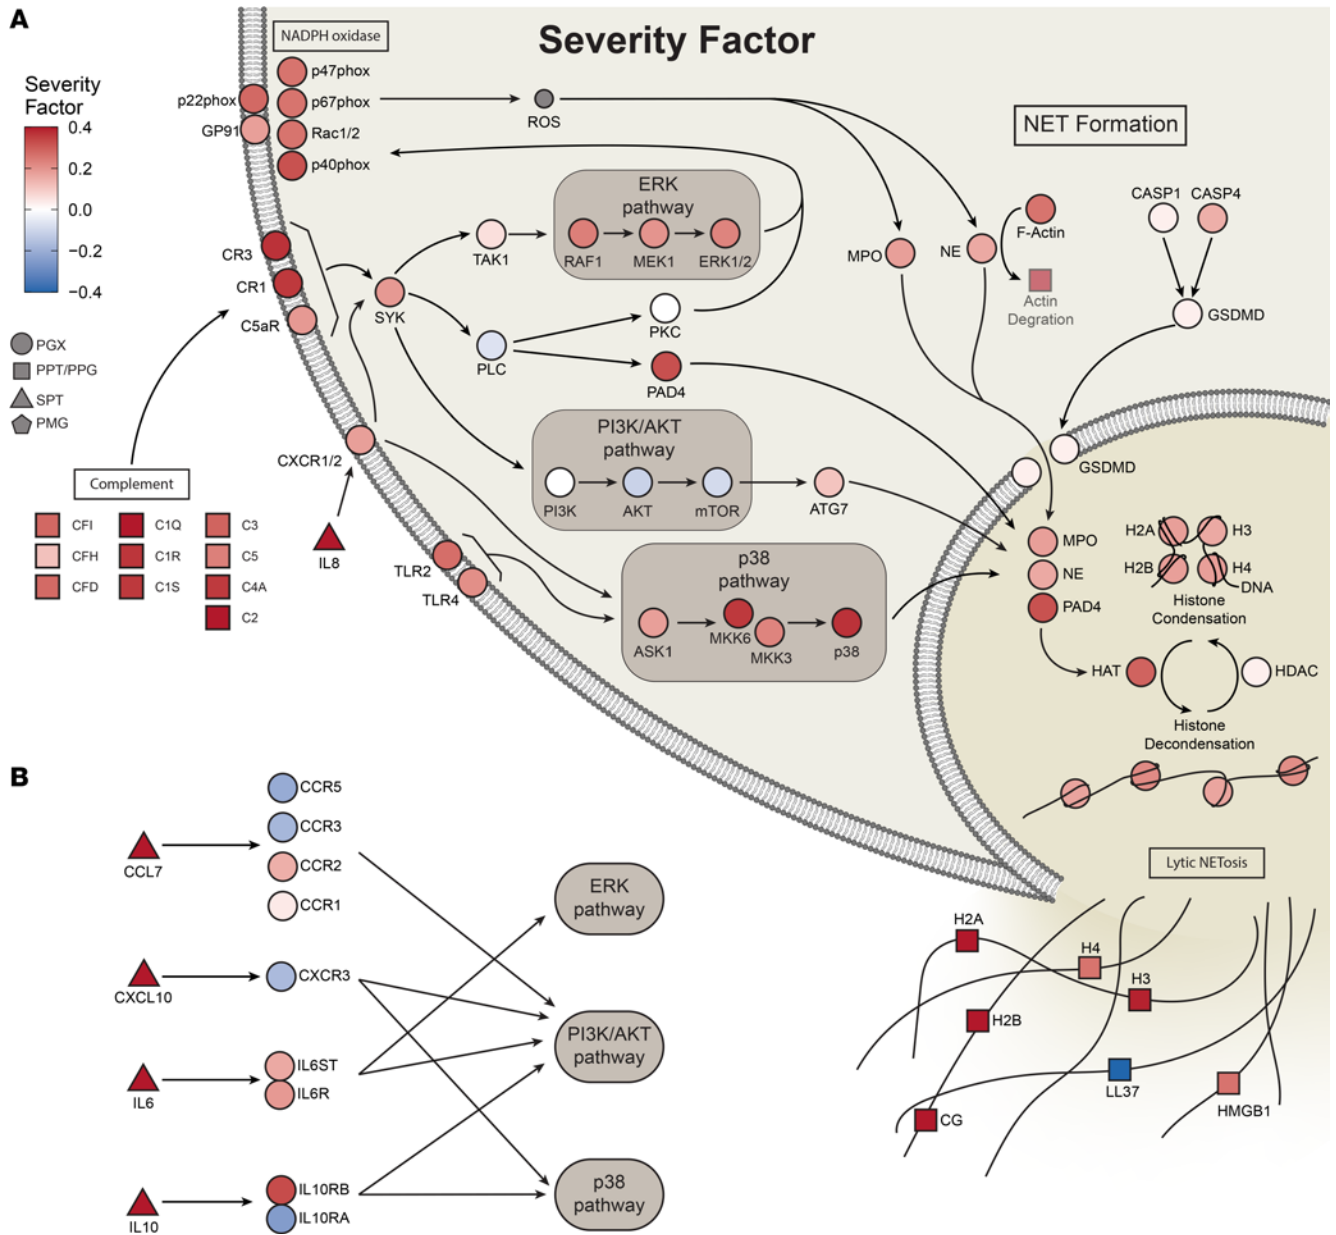 A
Severity Factor
NADPH oxidase
Severity
Factor
0.4
0.2
0.0
−0.2
−0.4
PGX
PPT/PPG
SPT
PMG
p22phox
GP91
p47phox
p67phox
Rac1/2
p40phox
ROS
NET Formation
CR3
CR1
C5aR
SYK
TAK1
ERK
pathway
RAF1
MEK1
ERK1/2
PLC
PKC
PAD4
MPO
NE
F-Actin
Actin
Degration
CASP1
CASP4
GSDMD
GSDMD
CXCR1/2
IL8
Complement
CFI
CFH
CFD
C1Q
C1R
C1S
C3
C5
C4A
C2
PI3K/AKT
pathway
PI3K
AKT
mTOR
ATG7
TLR2
TLR4
p38
pathway
ASK1
MKK6
MKK3
p38
MPO
NE
PAD4
H2A
H3
H2B
H4
DNA
Histone
Condensation
HAT
HDAC
Histone
Decondensation
Lytic NETosis
H2A
H4
H3
H2B
LL37
HMGB1
CG
B
CCL7
CCR5
CCR3
CCR2
CCR1
CXCL10
CXCR3
IL6
IL6ST
IL6R
IL10
IL10RB
IL10RA
ERK
pathway
PI3K/AKT
pathway
p38
pathway